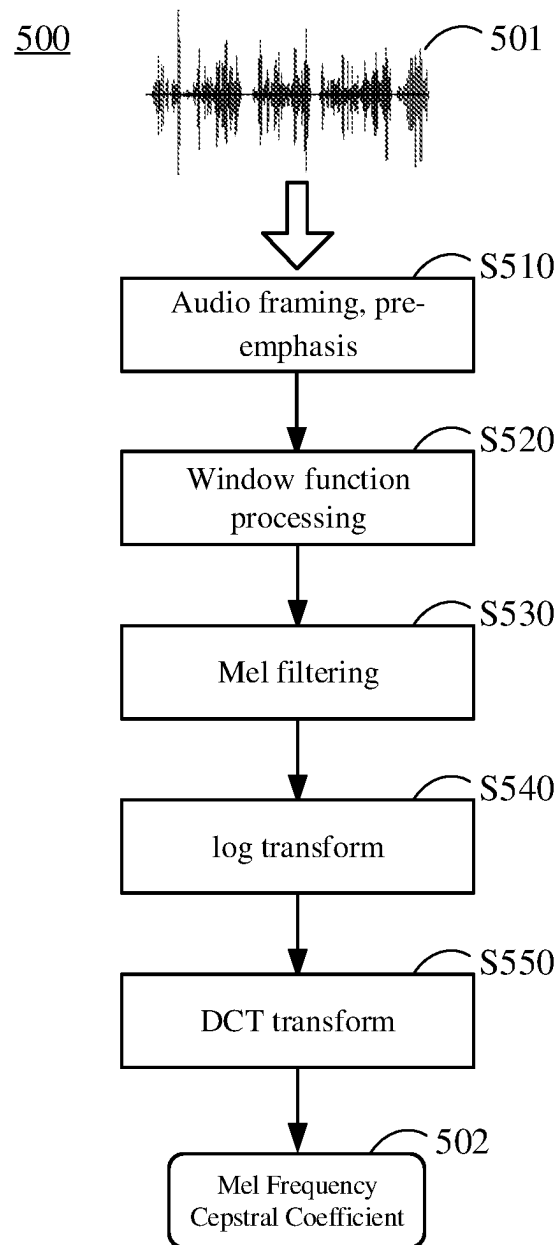 500
501
S510
Audio framing, pre-
emphasis
S520
Window function
processing
S530
Mel filtering
S540
log transform
S550
DCT transform
502
Mel Frequency
Cepstral Coefficient